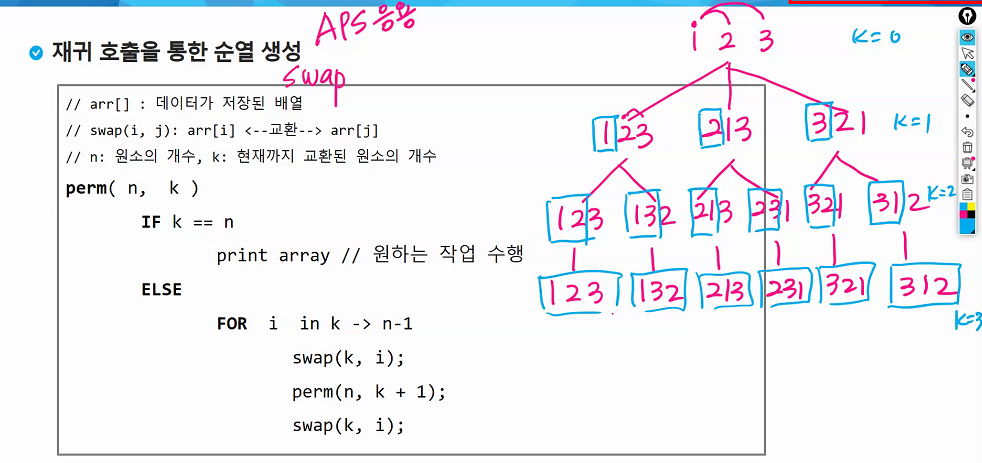 APS 응용
재귀 호출을 통한 순열 생성
swap
// arr[] : 데이터가 저장된 배열
// swap(i, j): arr[i] <--교환--> arr[j]
// n: 원소의 개수, k: 현재까지 교환된 원소의 개수
perm( n, k )
IF k == n
print array // 원하는 작업 수행
ELSE
FOR i in k -> n-1
swap(k, i);
perm(n, k + 1);
swap(k, i);
1 2 3 k=0
123 213 321 k=1
123 132 213 231 321 312 k=2
123 132 213 231 321 312
k=3